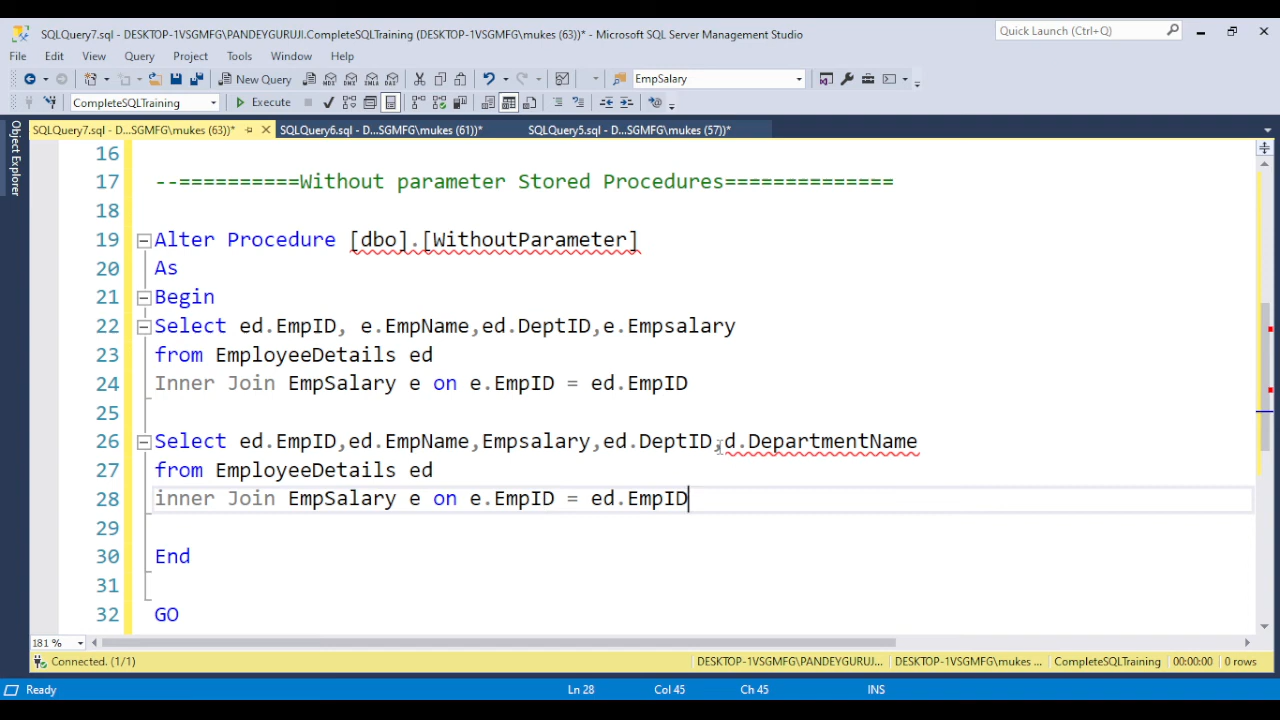 SQLQuery7.sql - DESKTOP-1VSGMFG\PANDEYGURUJI.CompleteSQLTraining (DESKTOP-1VSGMFG\mukes (63))* - Microsoft SQL Server Management Studio
Quick Launch (Ctrl+Q)
File Edit View Query Project Tools Window Help
New Query MDX DMX XMLA DAX EmpSalary
CompleteSQLTraining Execute
SQLQuery7.sql - D...SGMFG\mukes (63))* SQLQuery6.sql - D...SGMFG\mukes (61))* SQLQuery5.sql - D...SGMFG\mukes (57))*
Object Explorer
16
17 --==========Without parameter Stored Procedures==============
18
19 Alter Procedure [dbo].[WithoutParameter]
20 As
21 Begin
22 Select ed.EmpID, e.EmpName,ed.DeptID,e.Empsalary
23 from EmployeeDetails ed
24 Inner Join EmpSalary e on e.EmpID = ed.EmpID
25
26 Select ed.EmpID,ed.EmpName,Empsalary,ed.DeptID,d.DepartmentName
27 from EmployeeDetails ed
28 inner Join EmpSalary e on e.EmpID = ed.EmpID
29
30 End
31
32 GO
181 %
Connected. (1/1) DESKTOP-1VSGMFG\PANDEYGURUJI... DESKTOP-1VSGMFG\mukes ... CompleteSQLTraining 00:00:00 0 rows
Ready Ln 28 Col 45 Ch 45 INS